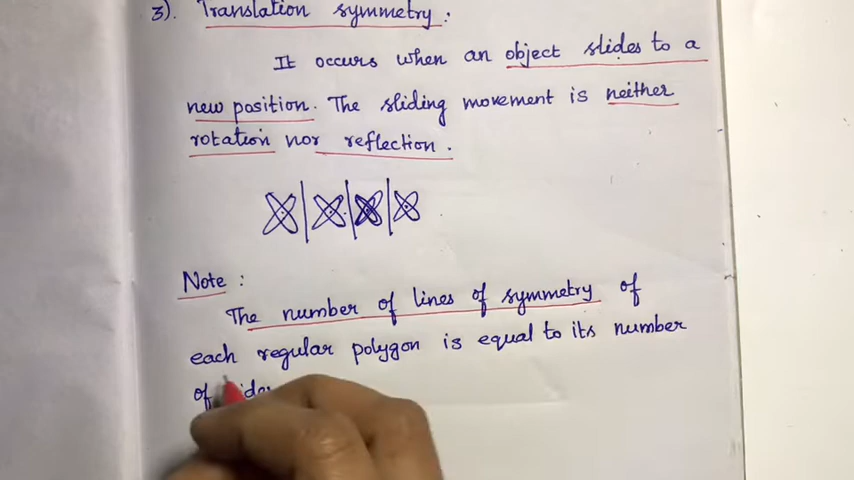 3). Translation symmetry:
It occurs when an object slides to a
new position. The sliding movement is neither
rotation nor reflection.
Note :
The number of lines of symmetry of
each regular polygon is equal to its number
of